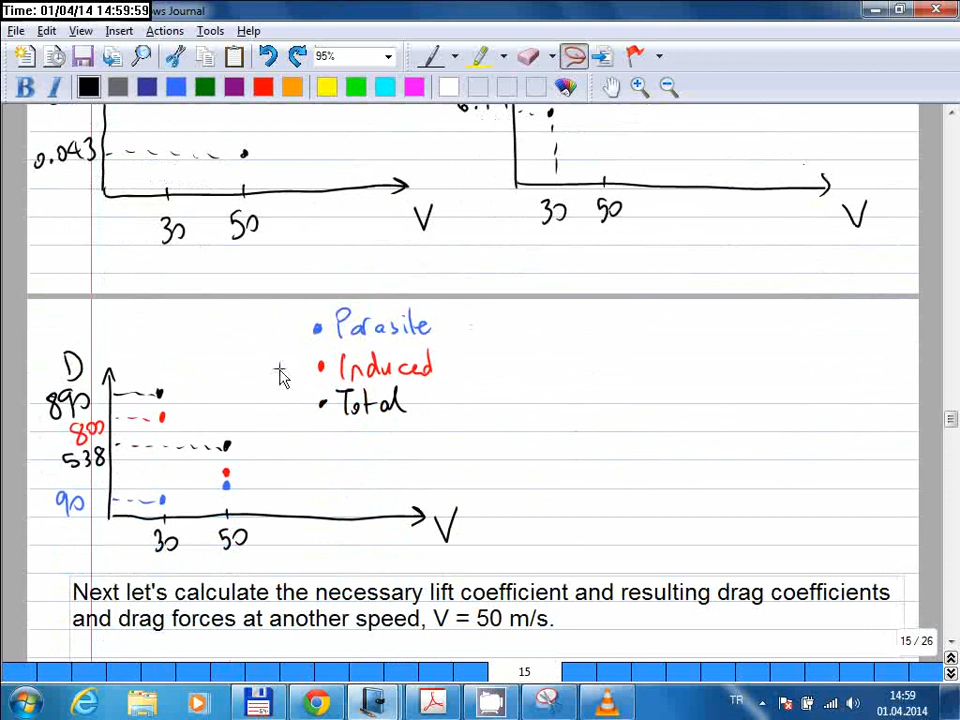 Time: 01/04/14 14:59:59
ows Journal
File Edit View Insert Actions Tools Help
95%
B I
0.043
30 50 V
30 50 V
Parasite
Induced
Total
D
890
800
538
90
30 50 V
Next let's calculate the necessary lift coefficient and resulting drag coefficients
and drag forces at another speed, V = 50 m/s.
15 / 26
15
TR
14:59
01.04.2014